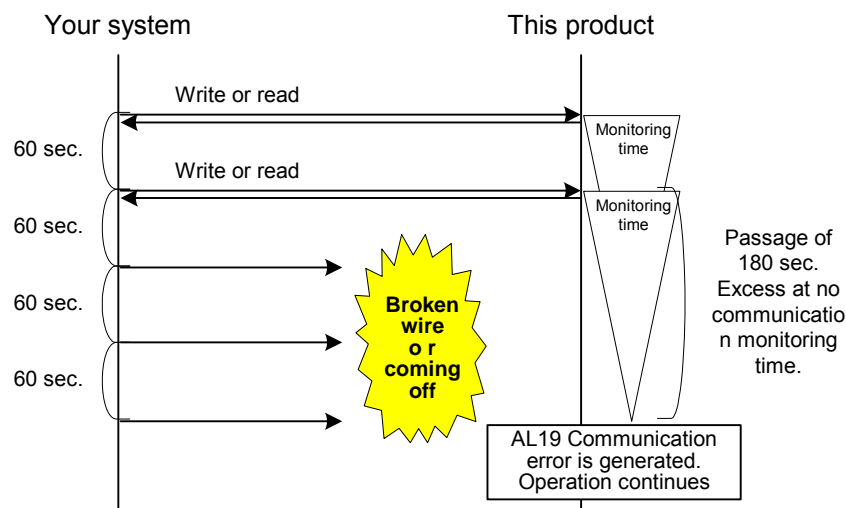 Your system
This product
Write or read
Monitoring
time
60 sec.
Write or read
Monitoring
time
60 sec.
Passage of
180 sec.
Excess at no
communicatio
n monitoring
time.
60 sec.
Broken
wire
o r
coming
off
60 sec.
AL19 Communication
error is generated.
Operation continues